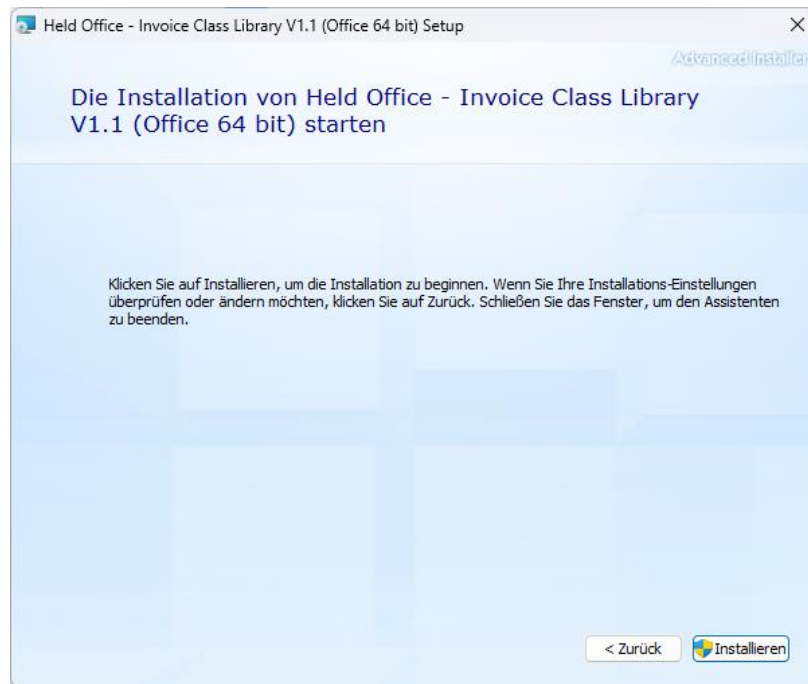 Held Office - Invoice Class Library V1.1 (Office 64 bit) Setup
Advanced Installer
Die Installation von Held Office - Invoice Class Library
V1.1 (Office 64 bit) starten
Klicken Sie auf Installieren, um die Installation zu beginnen. Wenn Sie Ihre Installations-Einstellungen
überprüfen oder ändern möchten, klicken Sie auf Zurück. Schließen Sie das Fenster, um den Assistenten
zu beenden.
< Zurück
Installieren